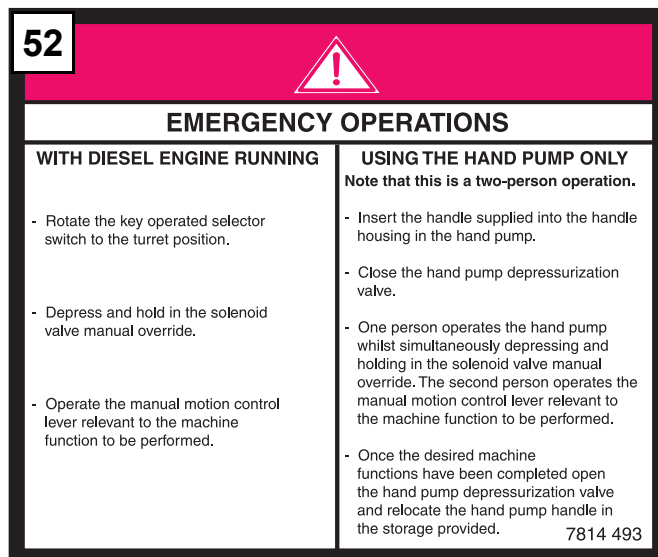 52
EMERGENCY OPERATIONS
WITH DIESEL ENGINE RUNNING
- Rotate the key operated selector
switch to the turret position.
- Depress and hold in the solenoid
valve manual override.
- Operate the manual motion control
lever relevant to the machine
function to be performed.
USING THE HAND PUMP ONLY
Note that this is a two-person operation.
- Insert the handle supplied into the handle
housing in the hand pump.
- Close the hand pump depressurization
valve.
- One person operates the hand pump
whilst simultaneously depressing and
holding in the solenoid valve manual
override. The second person operates the
manual motion control lever relevant to
the machine function to be performed.
- Once the desired machine
functions have been completed open
the hand pump depressurization valve
and relocate the hand pump handle in
the storage provided.
7814 493